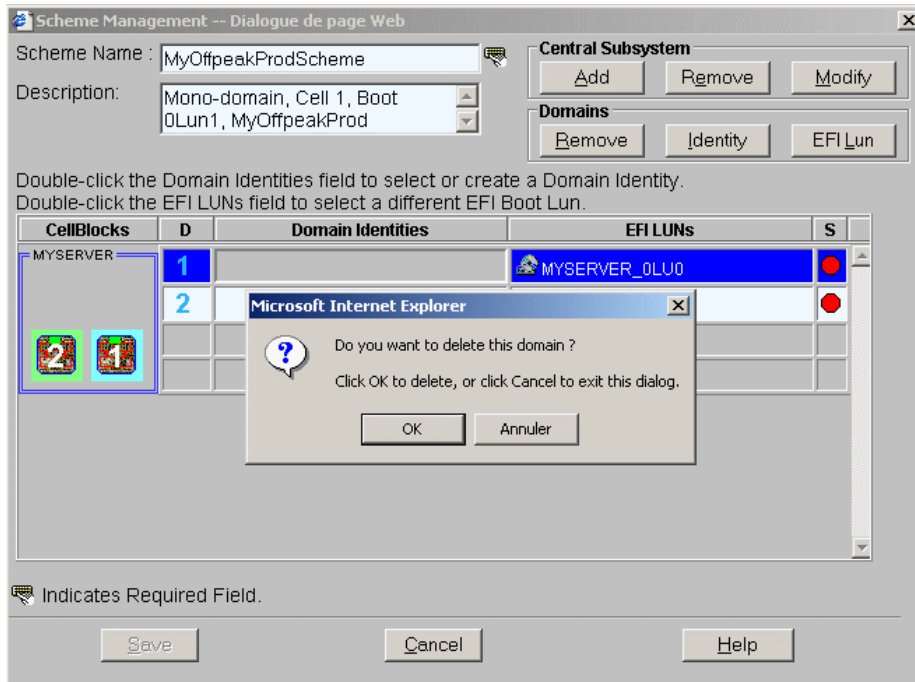 Scheme Management -- Dialogue de page Web
Scheme Name :
MyOffpeakProdScheme
Description:
Mono-domain, Cell 1, Boot
0Lun1, MyOffpeakProd
Central Subsystem
Add
Remove
Modify
Domains
Remove
Identity
EFI Lun
Double-click the Domain Identities field to select or create a Domain Identity.
Double-click the EFI LUNs field to select a different EFI Boot Lun.
CellBlocks
D
Domain Identities
EFI LUNs
S
MYSERVER
1
MYSERVER_0LU0
2
2
1
Microsoft Internet Explorer
Do you want to delete this domain ?
Click OK to delete, or click Cancel to exit this dialog.
OK
Annuler
Indicates Required Field.
Save
Cancel
Help